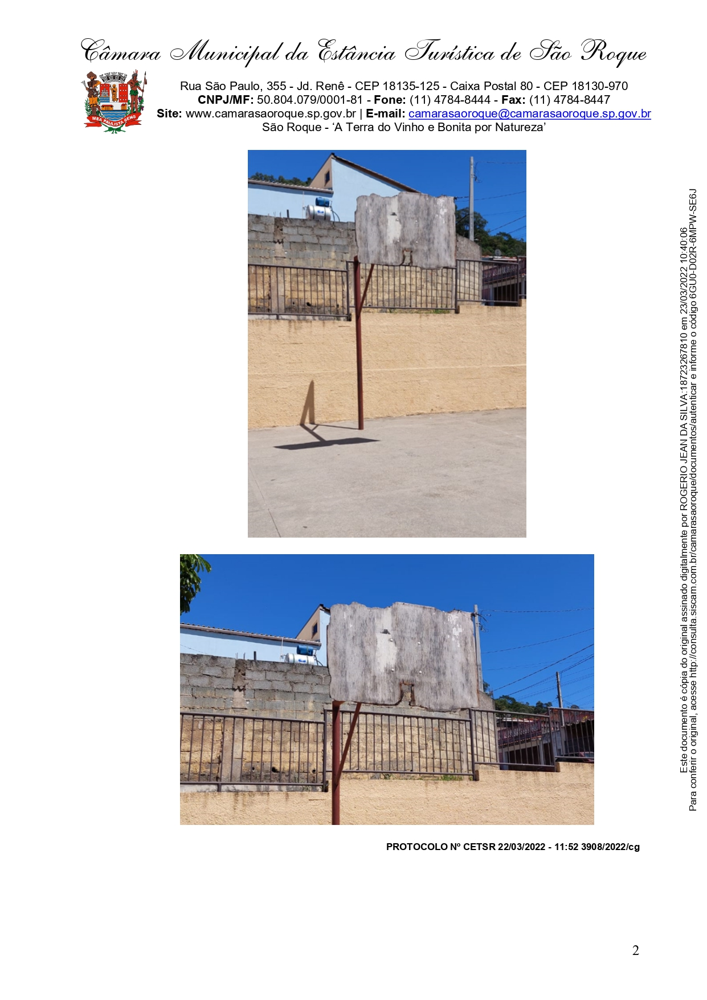 Câmara Municipal da Estância Turística de São Roque
Rua São Paulo, 355 - Jd. Renê - CEP 18135-125 - Caixa Postal 80 - CEP 18130-970
CNPJ/MF: 50.804.079/0001-81 - Fone: (11) 4784-8444 - Fax: (11) 4784-8447
Site: www.camarasaoroque.sp.gov.br | E-mail: camarasaoroque@camarasaoroque.sp.gov.br
São Roque - ‘A Terra do Vinho e Bonita por Natureza’
MEA PAULISTA GENS
PROTOCOLO Nº CETSR 22/03/2022 - 11:52 3908/2022/cg
2
Este documento é cópia do original assinado digitalmente por ROGERIO JEAN DA SILVA:18723267810 em 23/03/2022 10:40:06
Para conferir o original, acesse http://consulta.siscam.com.br/camarasaoroque/documentos/autenticar e informe o código 6GU0-D02R-6MPW-SE6J